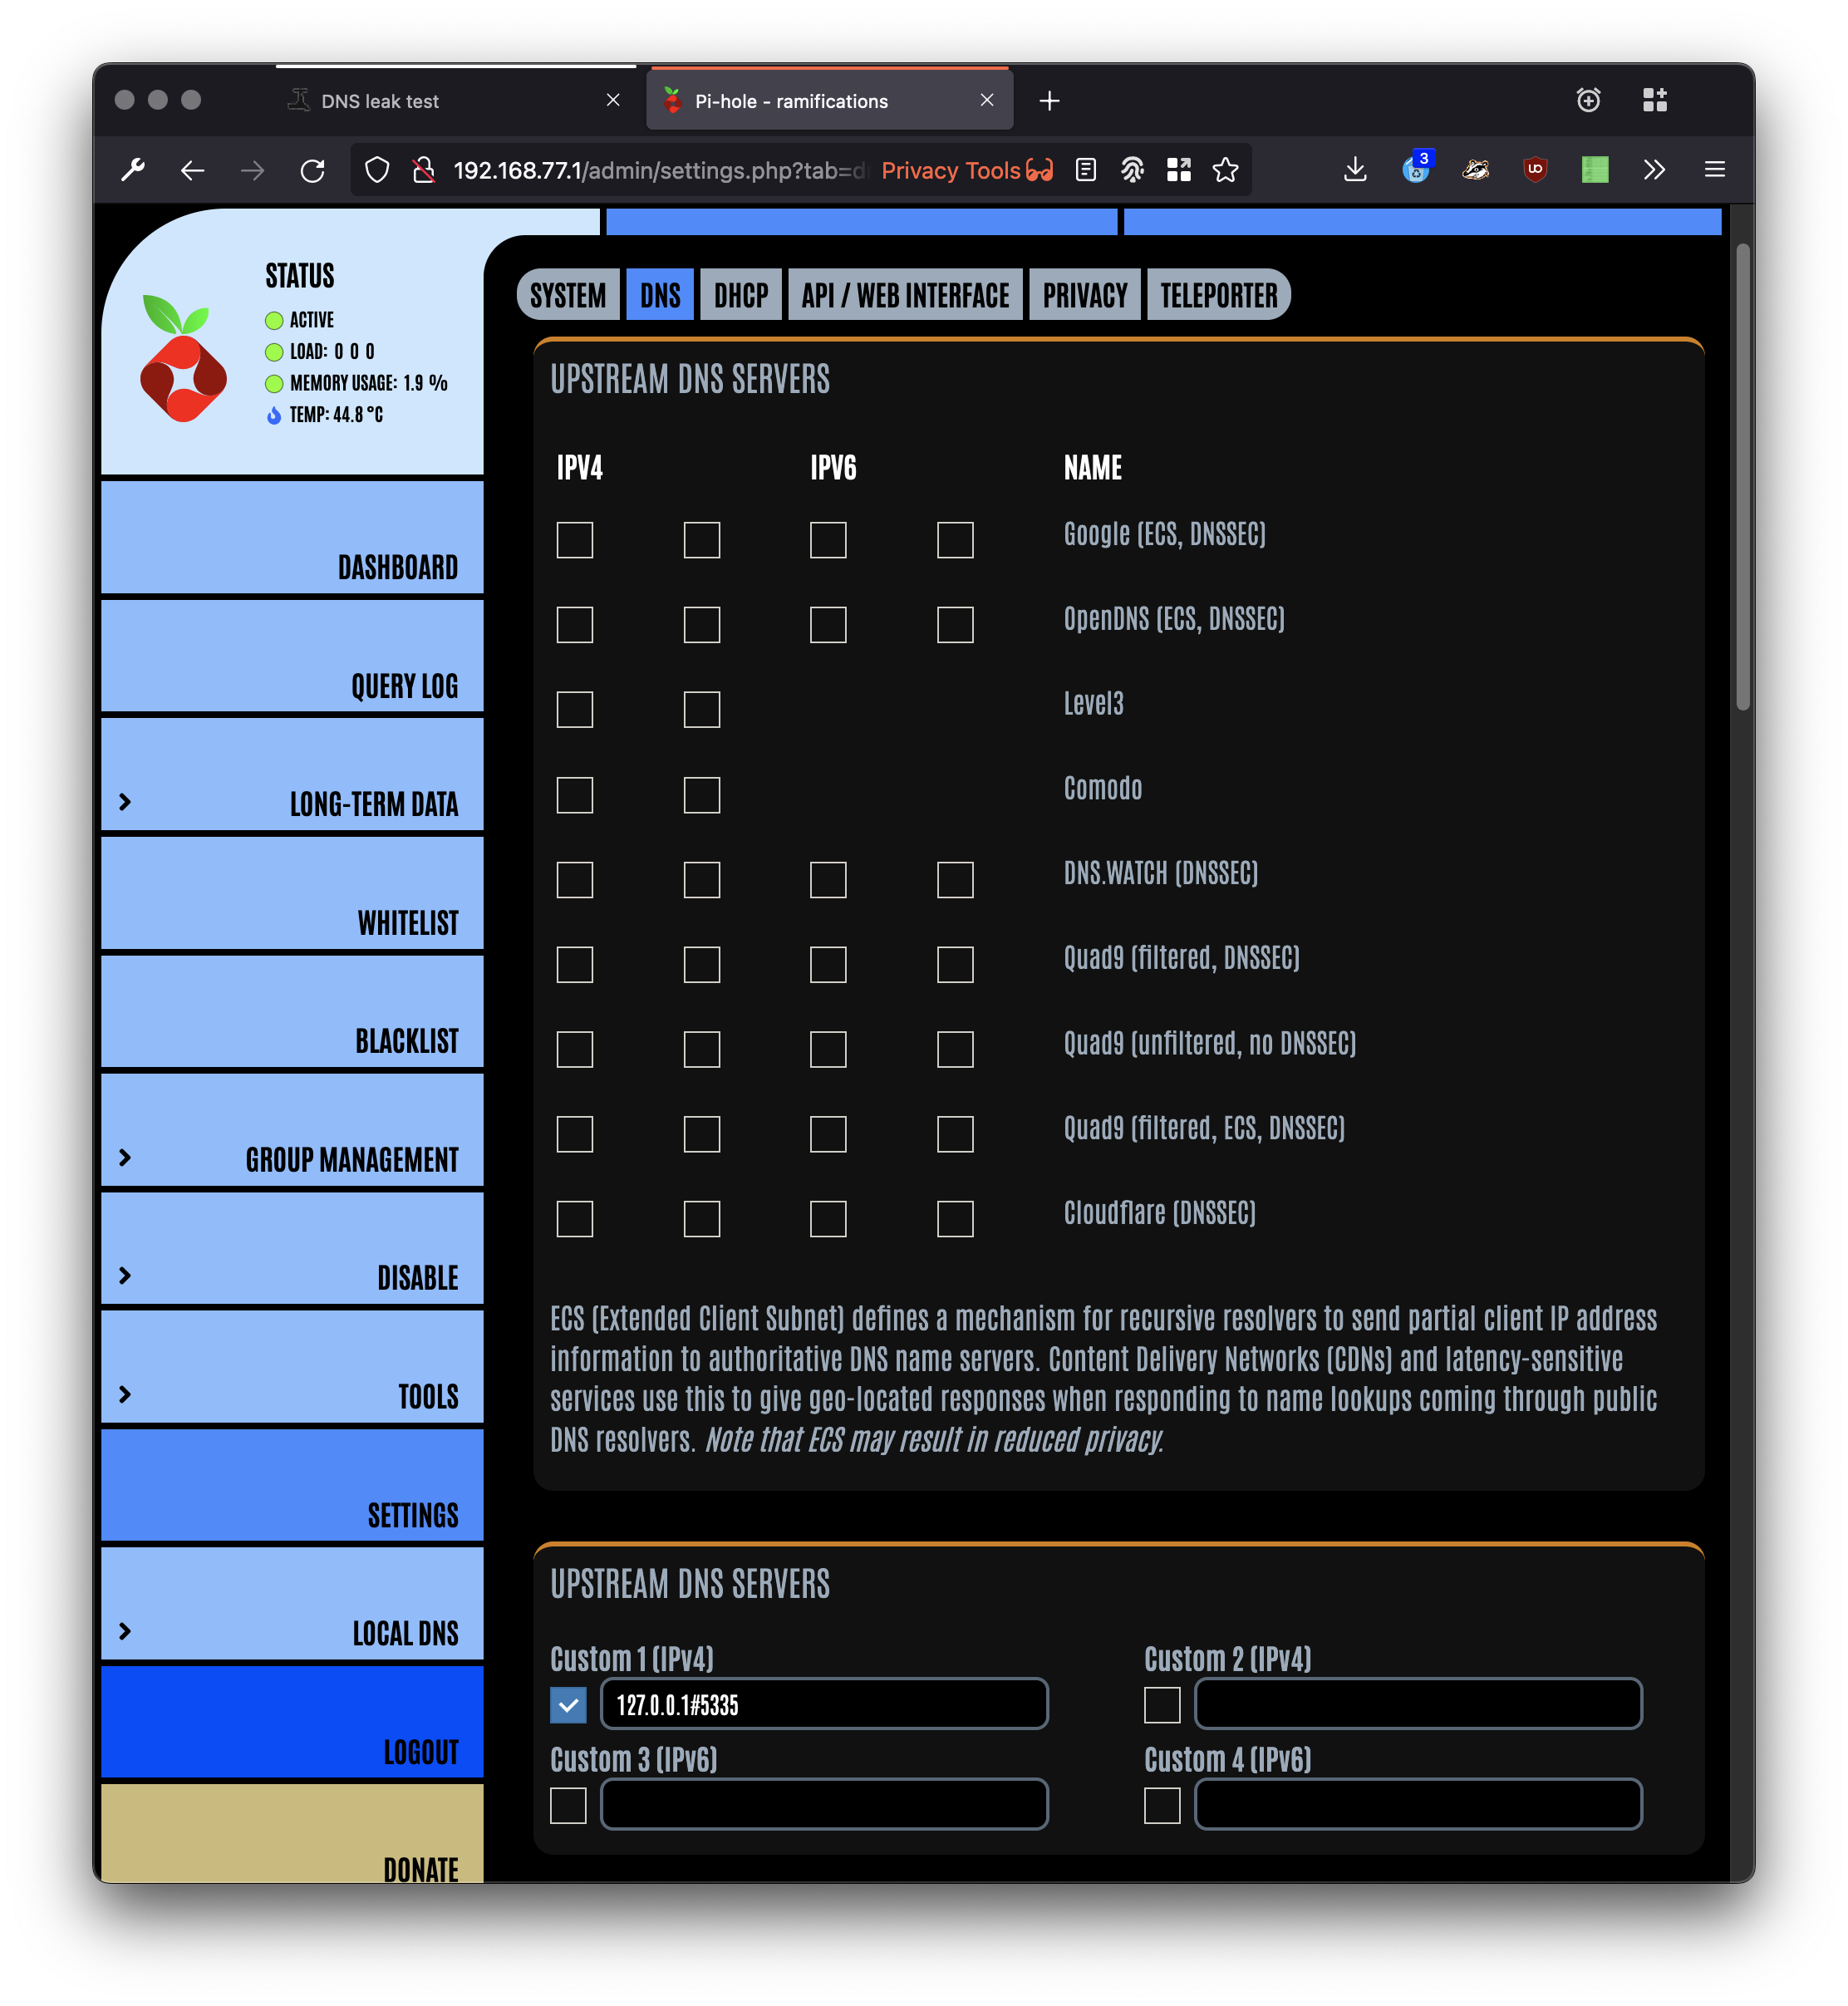 DNS leak test
Pi-hole - ramifications
192.168.77.1/admin/settings.php?tab=d
Privacy Tools
3
UO
STATUS
ACTIVE
LOAD: 0 0 0
MEMORY USAGE: 1.9 %
TEMP: 44.8 °C
DASHBOARD
QUERY LOG
LONG-TERM DATA
WHITELIST
BLACKLIST
GROUP MANAGEMENT
DISABLE
TOOLS
SETTINGS
LOCAL DNS
LOGOUT
DONATE
SYSTEM
DNS
DHCP
API / WEB INTERFACE
PRIVACY
TELEPORTER
UPSTREAM DNS SERVERS
IPV4 IPV6 NAME
Google (ECS, DNSSEC)
OpenDNS (ECS, DNSSEC)
Level3
Comodo
DNS.WATCH (DNSSEC)
Quad9 (filtered, DNSSEC)
Quad9 (unfiltered, no DNSSEC)
Quad9 (filtered, ECS, DNSSEC)
Cloudflare (DNSSEC)
ECS (Extended Client Subnet) defines a mechanism for recursive resolvers to send partial client IP address
information to authoritative DNS name servers. Content Delivery Networks (CDNs) and latency-sensitive
services use this to give geo-located responses when responding to name lookups coming through public
DNS resolvers. Note that ECS may result in reduced privacy.
UPSTREAM DNS SERVERS
Custom 1 (IPv4)
127.0.0.1#5335
Custom 2 (IPv4)
Custom 3 (IPv6)
Custom 4 (IPv6)